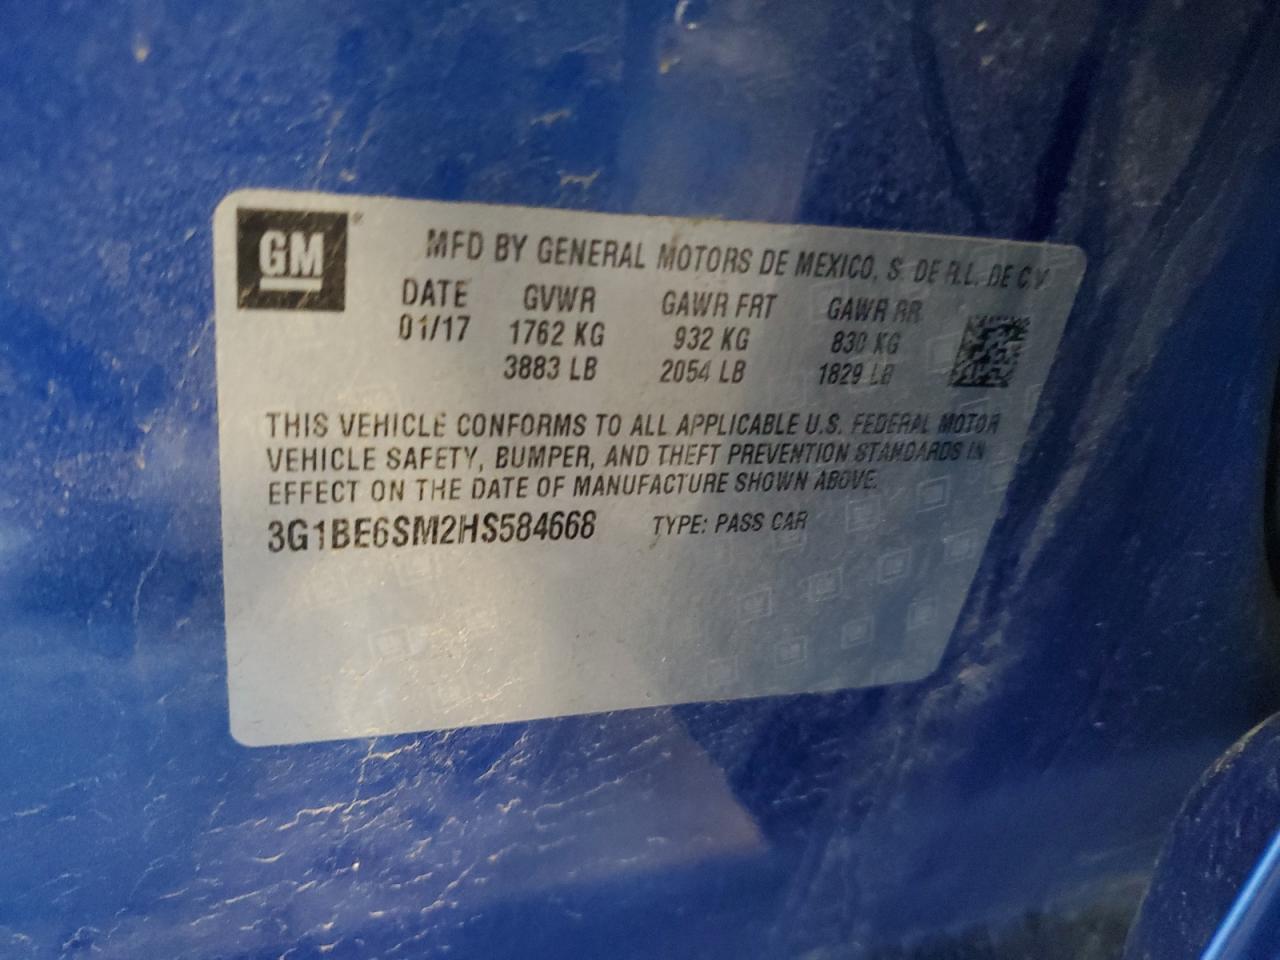 GM
MFD BY GENERAL MOTORS DE MEXICO, S. DE R.L. DE C.V.
DATE GVWR GAWR FRT GAWR RR
01/17 1762 KG 932 KG 830 KG
3883 LB 2054 LB 1829 LB
THIS VEHICLE CONFORMS TO ALL APPLICABLE U.S. FEDERAL MOTOR
VEHICLE SAFETY, BUMPER, AND THEFT PREVENTION STANDARDS IN
EFFECT ON THE DATE OF MANUFACTURE SHOWN ABOVE.
3G1BE6SM2HS584668 TYPE: PASS CAR